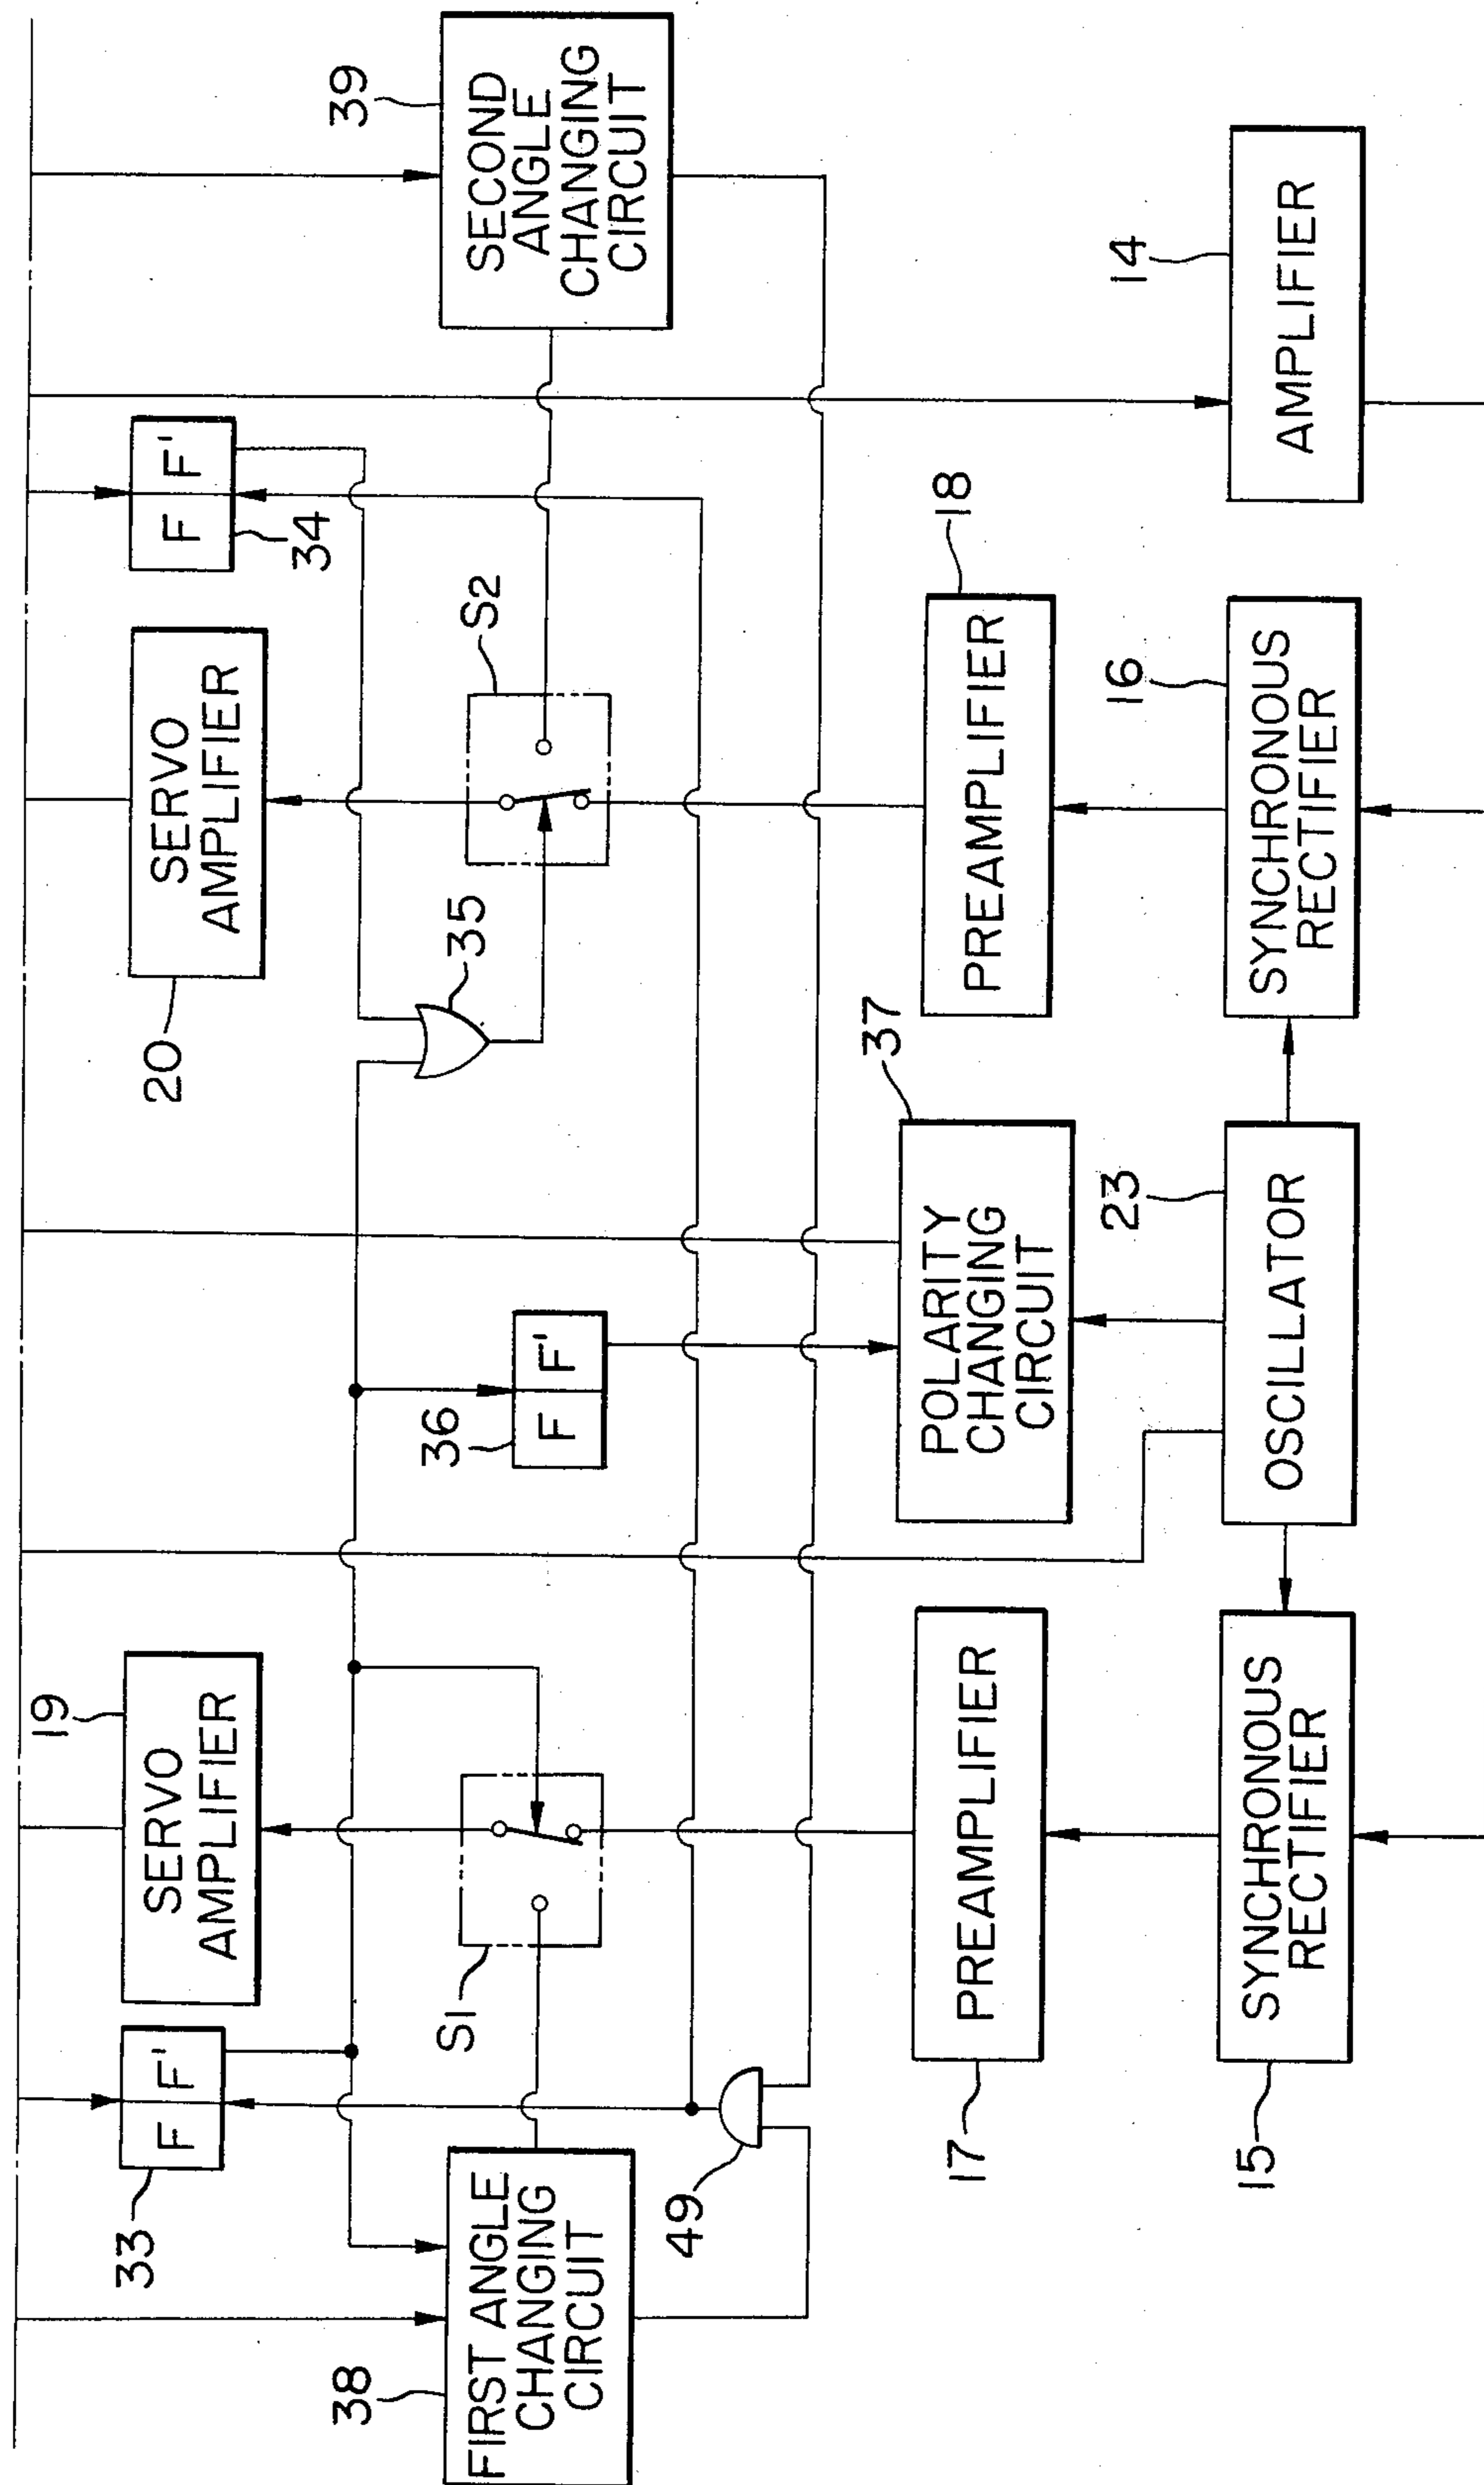 33
F F'
19
SERVO
AMPLIFIER
20
SERVO
AMPLIFIER
F F'
34
38
FIRST ANGLE
CHANGING
CIRCUIT
S1
36
F F'
35
S2
39
SECOND
ANGLE
CHANGING
CIRCUIT
49
17
PREAMPLIFIER
37
POLARITY
CHANGING
CIRCUIT
18
PREAMPLIFIER
15
SYNCHRONOUS
RECTIFIER
23
OSCILLATOR
16
SYNCHRONOUS
RECTIFIER
14
AMPLIFIER